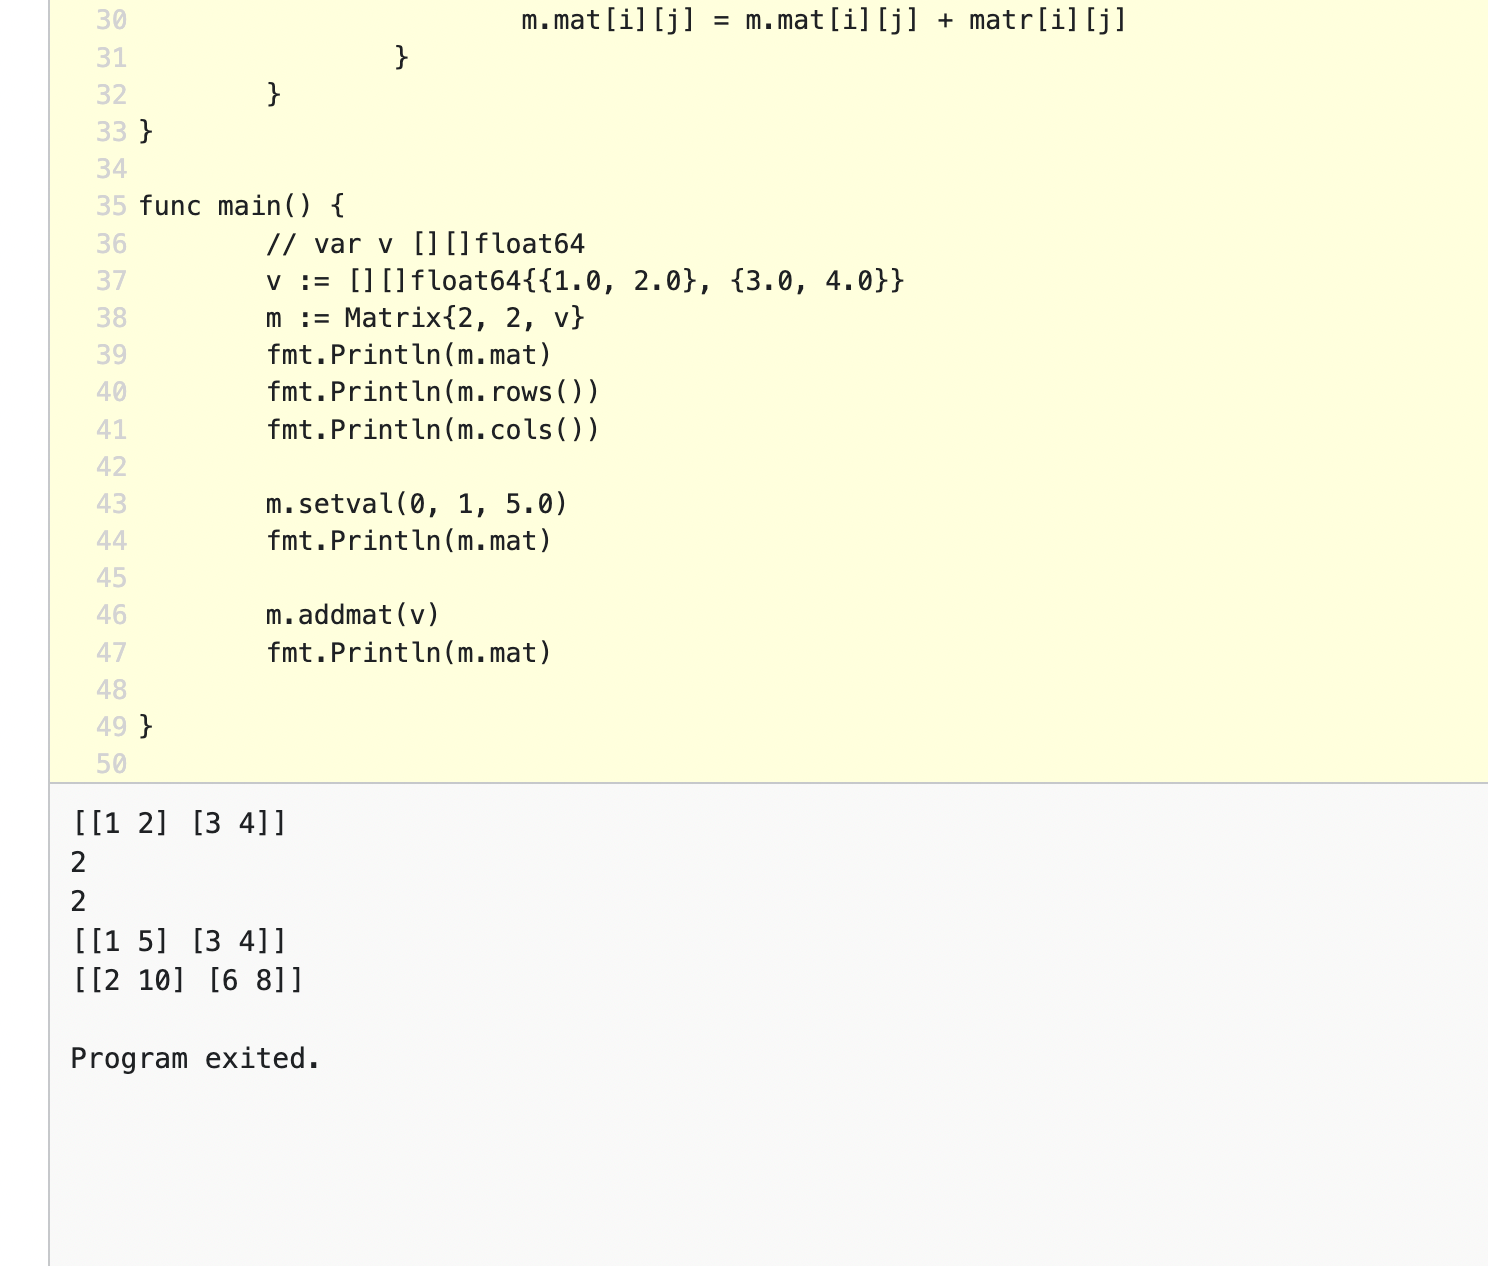 30 m.mat[i][j] = m.mat[i][j] + matr[i][j]
31 }
32 }
33 }
34
35 func main() {
36 // var v [][]float64
37 v := [][]float64{{1.0, 2.0}, {3.0, 4.0}}
38 m := Matrix{2, 2, v}
39 fmt.Println(m.mat)
40 fmt.Println(m.rows())
41 fmt.Println(m.cols())
42
43 m.setval(0, 1, 5.0)
44 fmt.Println(m.mat)
45
46 m.addmat(v)
47 fmt.Println(m.mat)
48
49 }
50
[[1 2] [3 4]]
2
2
[[1 5] [3 4]]
[[2 10] [6 8]]
Program exited.